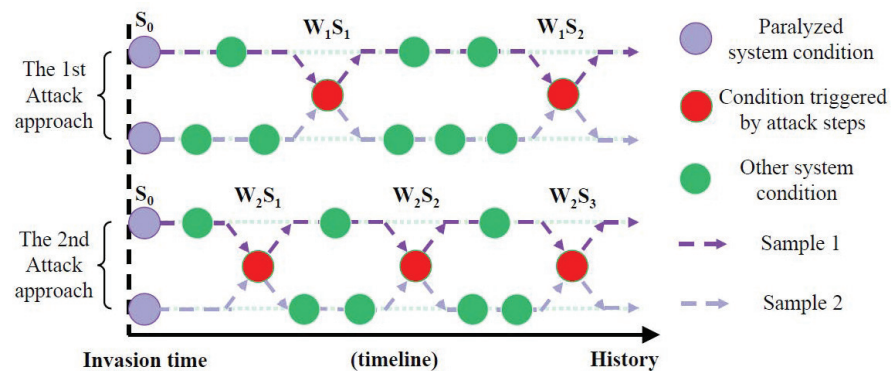 S₀
W₁S₁
W₁S₂
The 1st
Attack
approach
S₀
W₂S₁
W₂S₂
W₂S₃
The 2nd
Attack
approach
Invasion time
(timeline)
History
Paralyzed
system condition
Condition triggered
by attack steps
Other system
condition
Sample 1
Sample 2